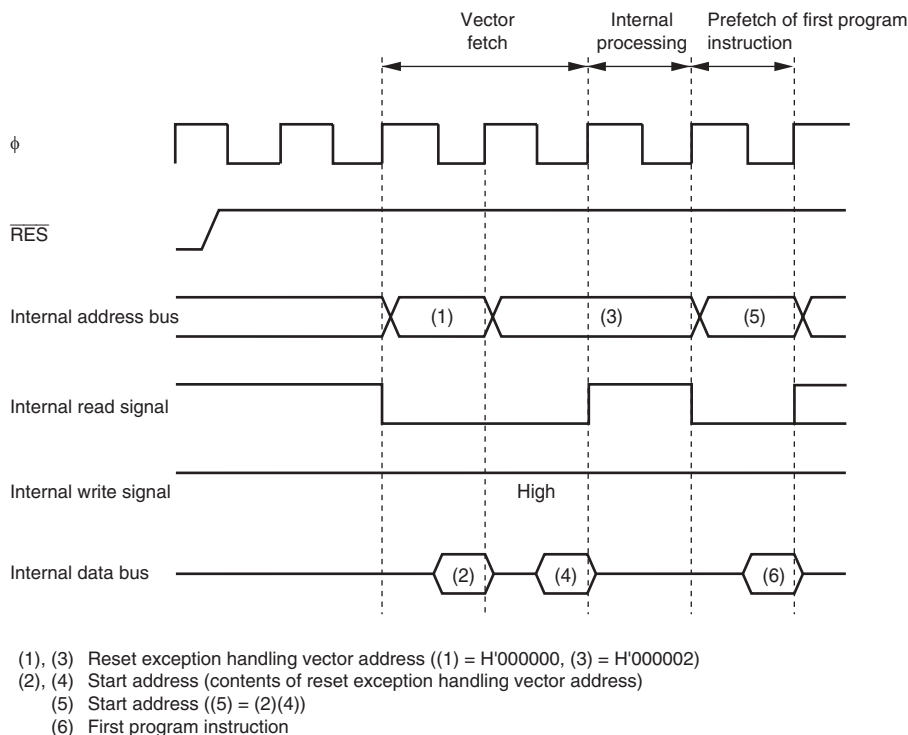 Vector
fetch
Internal
processing
Prefetch of first program
instruction
ϕ
RES
Internal address bus
(1)
(3)
(5)
Internal read signal
Internal write signal
High
Internal data bus
(2)
(4)
(6)
(1), (3) Reset exception handling vector address ((1) = H'000000, (3) = H'000002)
(2), (4) Start address (contents of reset exception handling vector address)
(5) Start address ((5) = (2)(4))
(6) First program instruction